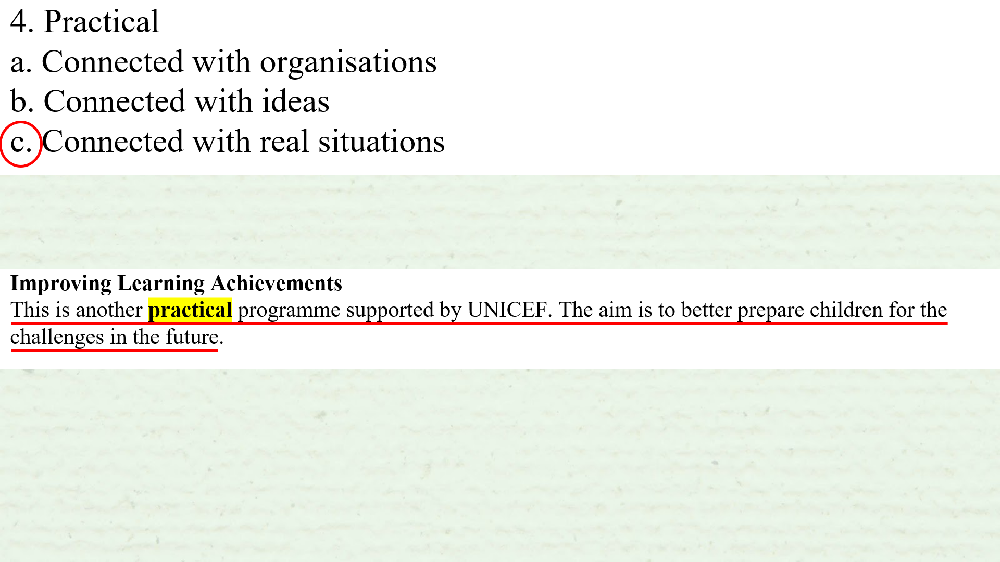 4. Practical
a. Connected with organisations
b. Connected with ideas
c. Connected with real situations
Improving Learning Achievements
This is another practical programme supported by UNICEF. The aim is to better prepare children for the
challenges in the future.